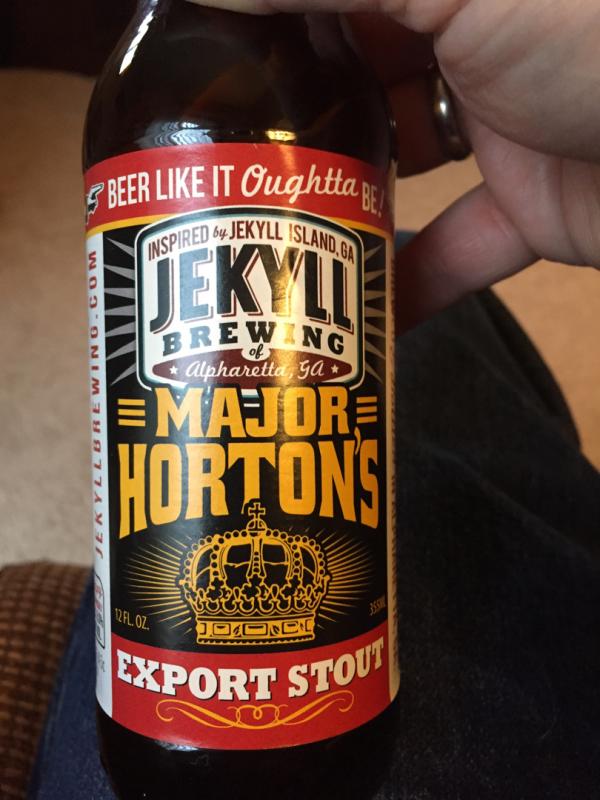 BEER LIKE IT Oughtta BE!
INSPIRED by JEKYLL ISLAND, GA
JEKYLL
BREWING
of
Alpharetta, GA
MAJOR
HORTON'S
12 FL. OZ.
355ML
EXPORT STOUT
JEKYLLBREWING.COM